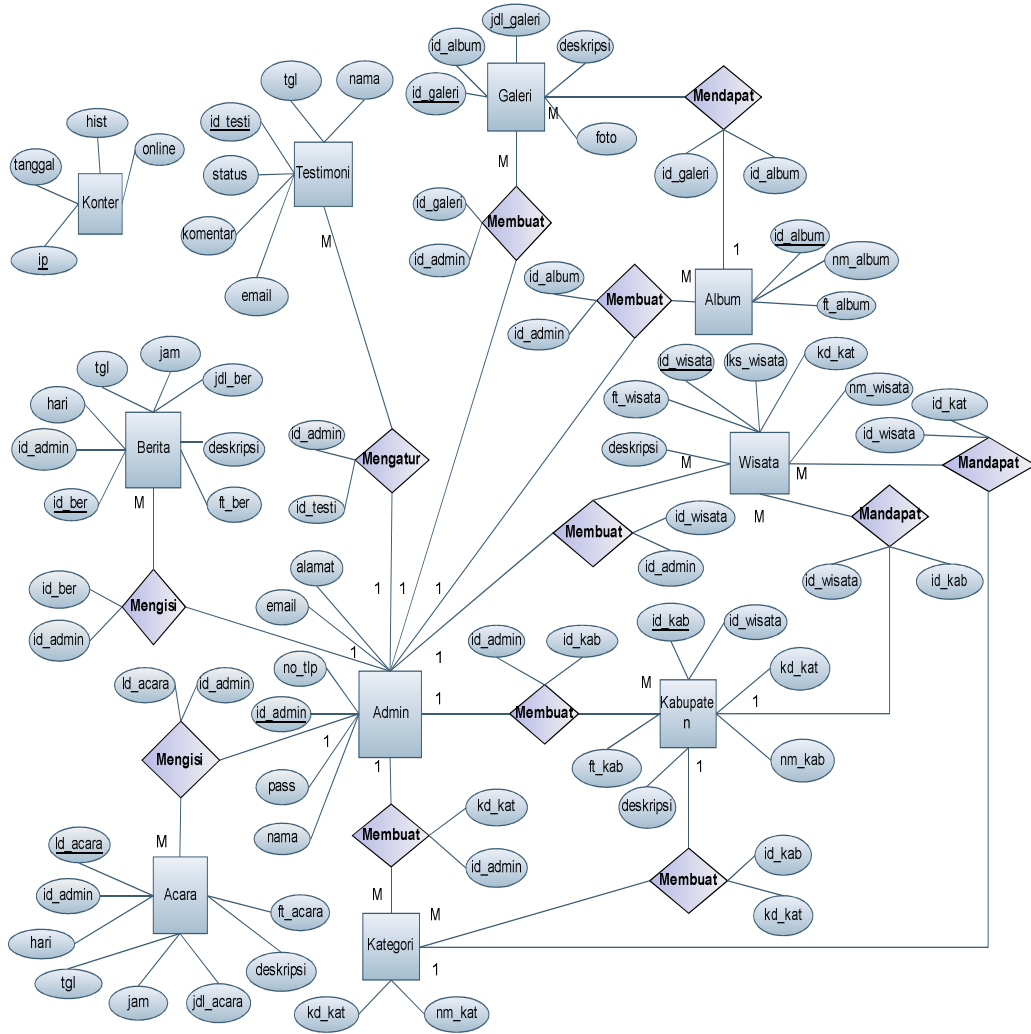 jdl_galeri
id_album
deskripsi
id_galeri
Galeri
M
foto
Mendapat
id_galeri
id_album
tgl
nama
id_testi
status
Testimoni
komentar
email
M
hist
tanggal
online
Konter
ip
M
id_galeri
Membuat
id_admin
1
id_album
nm_album
ft_album
Album
M
id_album
Membuat
id_admin
id_wisata
lks_wisata
kd_kat
ft_wisata
nm_wisata
deskripsi
Wisata
M
M
M
id_kat
id_wisata
Mandapat
Mandapat
id_wisata
id_kab
jam
tgl
jdl_ber
hari
id_admin
Berita
deskripsi
id_ber
ft_ber
M
id_admin
Mengatur
id_testi
Membuat
id_wisata
id_admin
id_ber
Mengisi
id_admin
alamat
email
1
1
1
1
1
no_tlp
id_admin
Admin
1
1
1
pass
nama
ld_acara
id_admin
Mengisi
id_admin
id_kab
Membuat
id_kab
id_wisata
M
kd_kat
1
Kabupate
n
nm_kab
ft_kab
deskripsi
1
Membuat
kd_kat
id_admin
M
M
Membuat
id_kab
kd_kat
M
ld_acara
id_admin
Acara
ft_acara
hari
tgl
jam
jdl_acara
deskripsi
Kategori
1
kd_kat
nm_kat